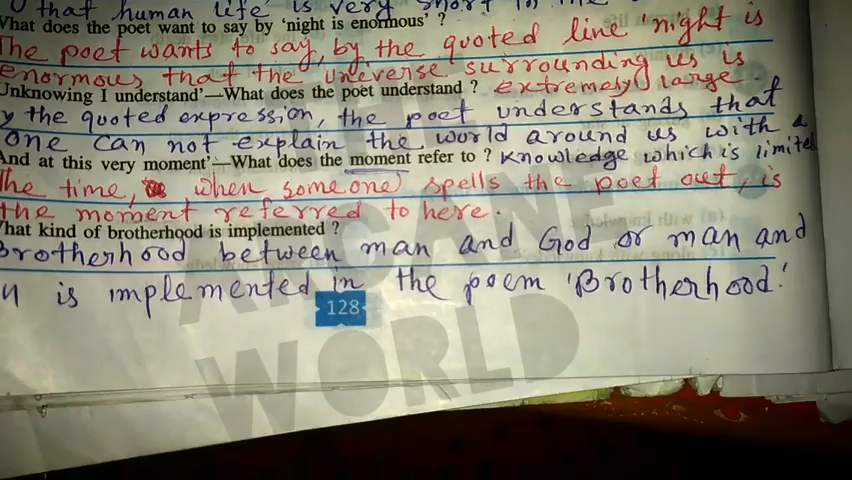 that human life is very short in the
What does the poet want to say by 'night is enormous' ?
The poet wants to say, by the quoted line 'night is
enormous that the Universe surrounding us is
extremely large.
Unknowing I understand'—What does the poet understand ?
y the quoted expression, the poet understands that
one can not explain the world around us with a
knowledge which is limited
And at this very moment'—What does the moment refer to ?
The time, when someone spells the poet out, is
the moment referred to here.
What kind of brotherhood is implemented ?
Brotherhood between man and God or man and
n is implemented in the poem 'Brotherhood.'
128
ARCANE
WORLD